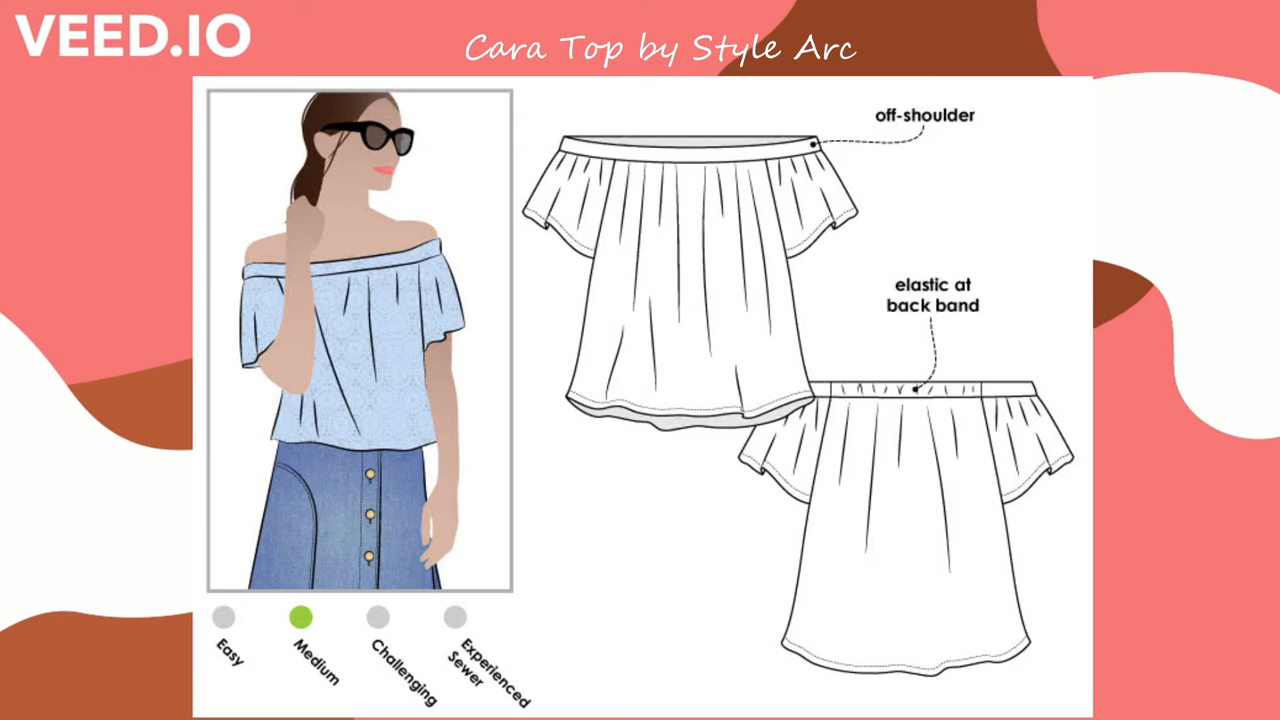 VEED.IO
Cara Top by Style Arc
off-shoulder
elastic at
back band
Easy
Medium
Challenging
Experienced
Sewer